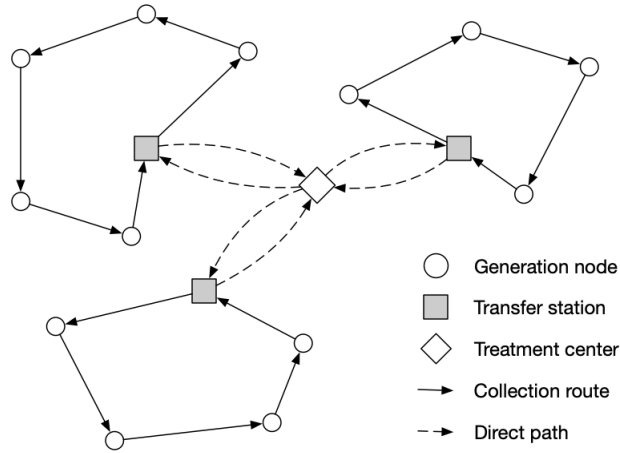 Generation node
Transfer station
Treatment center
Collection route
Direct path